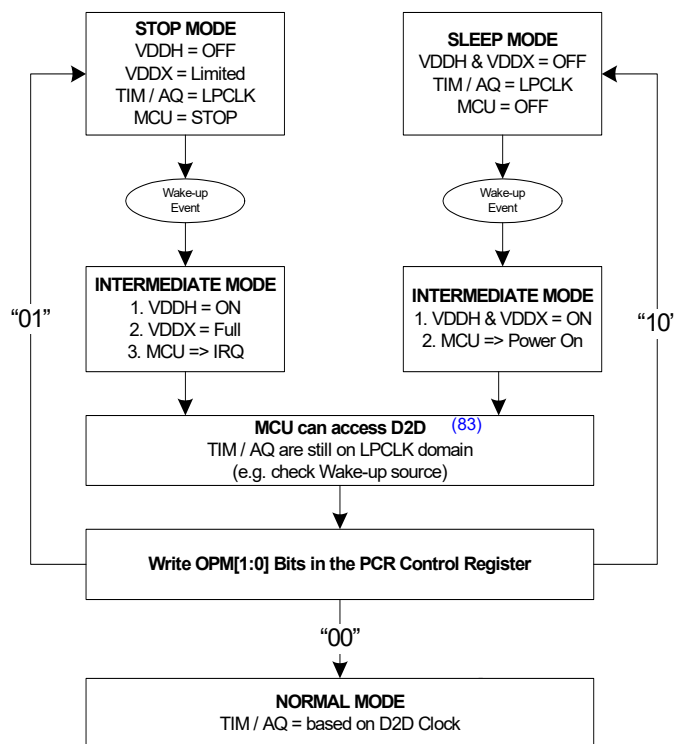 STOP MODE
VDDH = OFF
VDDX = Limited
TIM / AQ = LPCLK
MCU = STOP
SLEEP MODE
VDDH & VDDX = OFF
TIM / AQ = LPCLK
MCU = OFF
Wake-up
Event
Wake-up
Event
INTERMEDIATE MODE
1. VDDH = ON
2. VDDX = Full
3. MCU => IRQ
INTERMEDIATE MODE
1. VDDH & VDDX = ON
2. MCU => Power On
“01”
“10’
MCU can access D2D (83)
TIM / AQ are still on LPCLK domain
(e.g. check Wake-up source)
Write OPM[1:0] Bits in the PCR Control Register
“00”
NORMAL MODE
TIM / AQ = based on D2D Clock